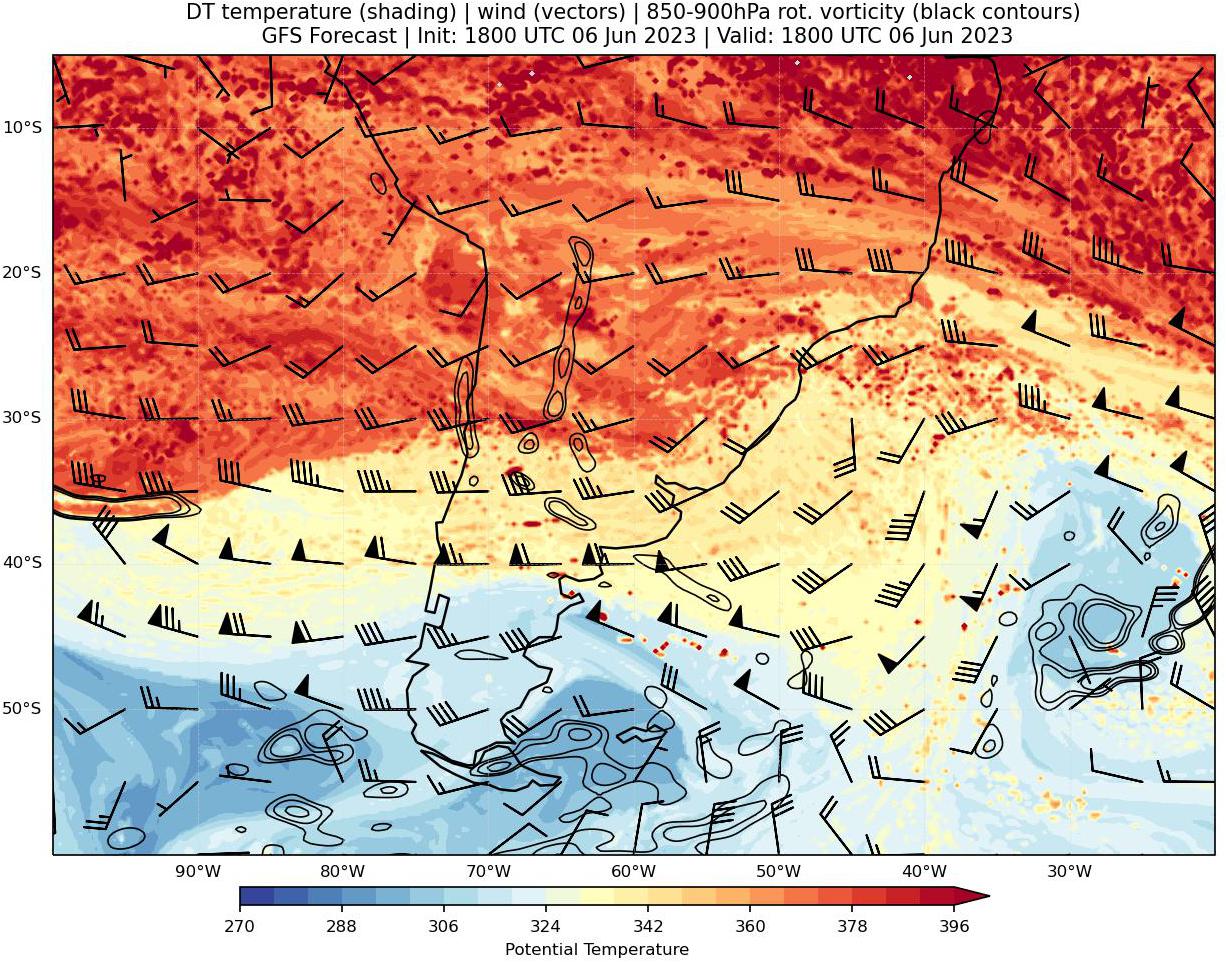 DT temperature (shading) | wind (vectors) | 850-900hPa rot. vorticity (black contours)
GFS Forecast | Init: 1800 UTC 06 Jun 2023 | Valid: 1800 UTC 06 Jun 2023
10°S
20°S
30°S
40°S
50°S
90°W 80°W 70°W 60°W 50°W 40°W 30°W
270 288 306 324 342 360 378 396
Potential Temperature